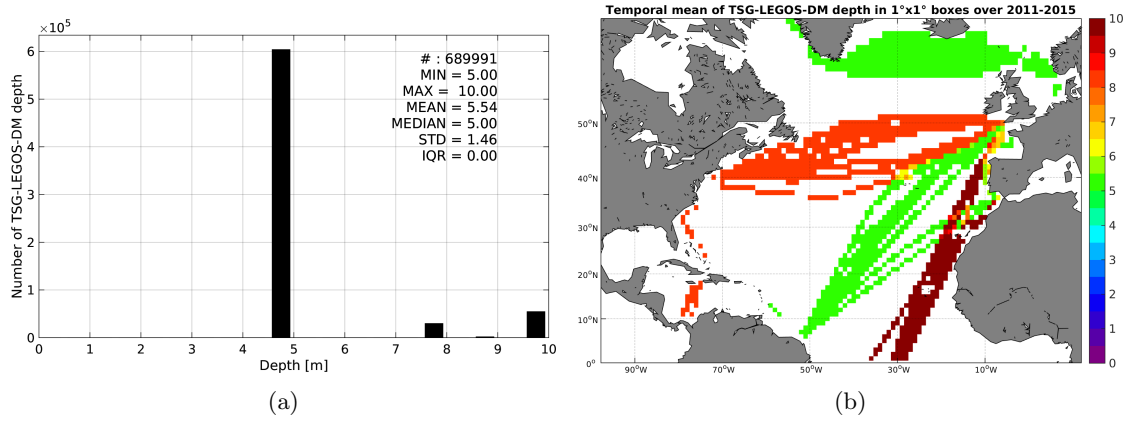 ×10⁵
6
5
4
3
2
1
0
Number of TSG-LEGOS-DM depth
# : 689991
MIN = 5.00
MAX = 10.00
MEAN = 5.54
MEDIAN = 5.00
STD = 1.46
IQR = 0.00
0 1 2 3 4 5 6 7 8 9 10
Depth [m]
(a)
Temporal mean of TSG-LEGOS-DM depth in 1°x1° boxes over 2011-2015
50°N
40°N
30°N
20°N
10°N
0°
90°W 70°W 50°W 30°W 10°W
10
9
8
7
6
5
4
3
2
1
0
(b)